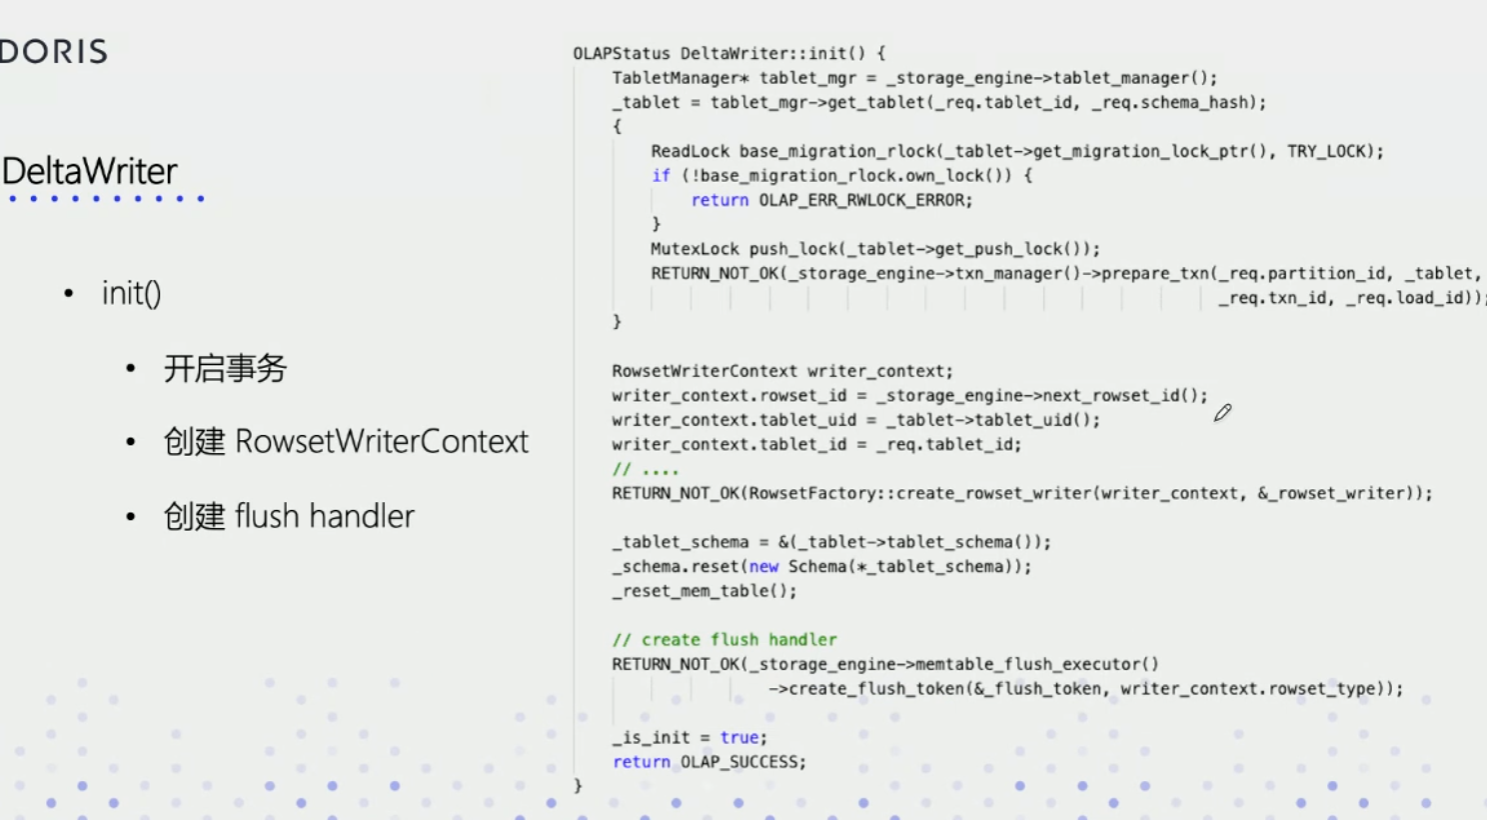 DORIS
DeltaWriter
• init()
• 开启事务
• 创建 RowsetWriterContext
• 创建 flush handler
OLAPStatus DeltaWriter::init() {
TabletManager* tablet_mgr = _storage_engine->tablet_manager();
_tablet = tablet_mgr->get_tablet(_req.tablet_id, _req.schema_hash);
{
ReadLock base_migration_rlock(_tablet->get_migration_lock_ptr(), TRY_LOCK);
if (!base_migration_rlock.own_lock()) {
return OLAP_ERR_RWLOCK_ERROR;
}
MutexLock push_lock(_tablet->get_push_lock());
RETURN_NOT_OK(_storage_engine->txn_manager()->prepare_txn(_req.partition_id, _tablet,
_req.txn_id, _req.load_id));
}
RowsetWriterContext writer_context;
writer_context.rowset_id = _storage_engine->next_rowset_id();
writer_context.tablet_uid = _tablet->tablet_uid();
writer_context.tablet_id = _req.tablet_id;
// ....
RETURN_NOT_OK(RowsetFactory::create_rowset_writer(writer_context, &_rowset_writer));
_tablet_schema = &(_tablet->tablet_schema());
_schema.reset(new Schema(*_tablet_schema));
_reset_mem_table();
// create flush handler
RETURN_NOT_OK(_storage_engine->memtable_flush_executor()
->create_flush_token(&_flush_token, writer_context.rowset_type));
_is_init = true;
return OLAP_SUCCESS;
}